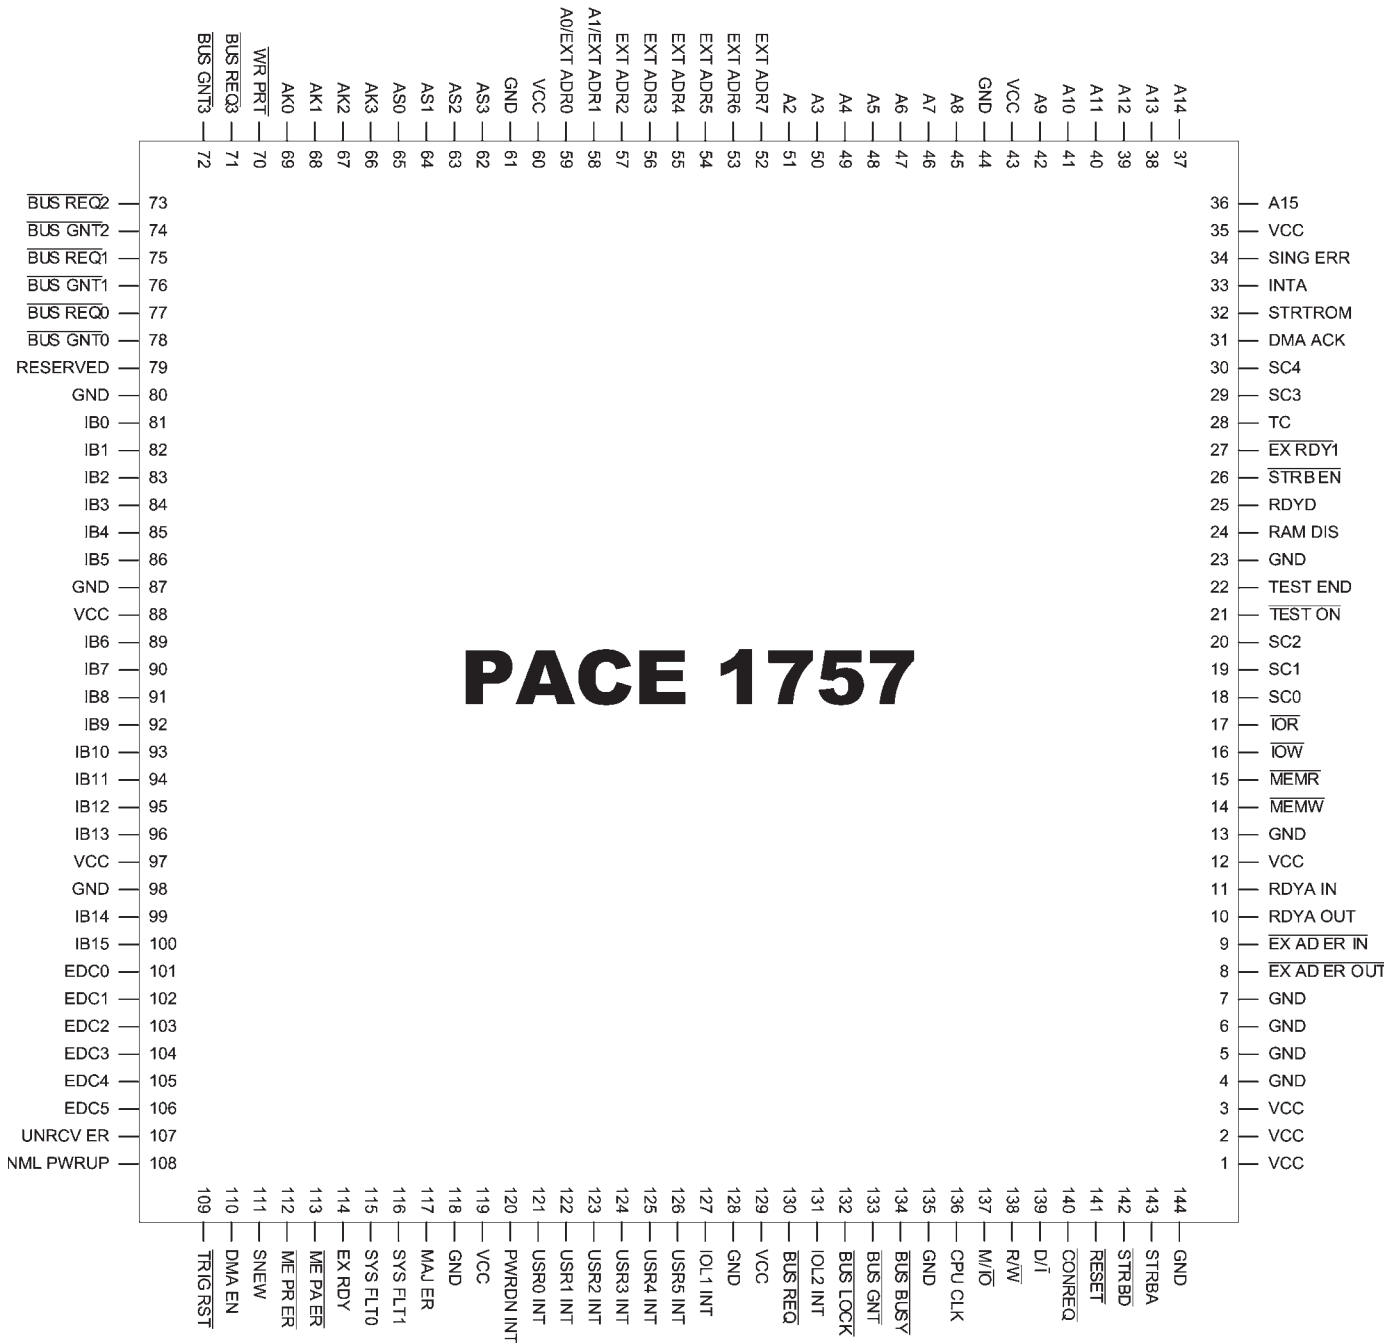 BUS GNT3
BUS REQ3
WR PRT
AK0
AK1
AK2
AK3
AS0
AS1
AS2
AS3
GND
VCC
A0/EXT ADR0
A1/EXT ADR1
EXT ADR2
EXT ADR3
EXT ADR4
EXT ADR5
EXT ADR6
EXT ADR7
A2
A3
A4
A5
A6
A7
A8
GND
VCC
A9
A10
A11
A12
A13
A14
72
71
70
69
68
67
66
65
64
63
62
61
60
59
58
57
56
55
54
53
52
51
50
49
48
47
46
45
44
43
42
41
40
39
38
37
BUS REQ2 73
BUS GNT2 74
BUS REQ1 75
BUS GNT1 76
BUS REQ0 77
BUS GNT0 78
RESERVED 79
GND 80
IB0 81
IB1 82
IB2 83
IB3 84
IB4 85
IB5 86
GND 87
VCC 88
IB6 89
IB7 90
IB8 91
IB9 92
IB10 93
IB11 94
IB12 95
IB13 96
VCC 97
GND 98
IB14 99
IB15 100
EDC0 101
EDC1 102
EDC2 103
EDC3 104
EDC4 105
EDC5 106
UNRCV ER 107
NML PWRUP 108
PACE 1757
36 A15
35 VCC
34 SING ERR
33 INTA
32 STRTROM
31 DMA ACK
30 SC4
29 SC3
28 TC
27 EX RDY1
26 STRB EN
25 RDYD
24 RAM DIS
23 GND
22 TEST END
21 TEST ON
20 SC2
19 SC1
18 SC0
17 IOR
16 IOW
15 MEMR
14 MEMW
13 GND
12 VCC
11 RDYA IN
10 RDYA OUT
9 EX AD ER IN
8 EX AD ER OUT
7 GND
6 GND
5 GND
4 GND
3 VCC
2 VCC
1 VCC
109
110
111
112
113
114
115
116
117
118
119
120
121
122
123
124
125
126
127
128
129
130
131
132
133
134
135
136
137
138
139
140
141
142
143
144
TRIG RST
DMA EN
SNEW
ME PR ER
ME PA ER
EX RDY
SYS FLT0
SYS FLT1
MAJ ER
GND
VCC
PWRDN INT
USR0 INT
USR1 INT
USR2 INT
USR3 INT
USR4 INT
USR5 INT
IOL1 INT
GND
VCC
BUS REQ
IOL2 INT
BUS LOCK
BUS GNT
BUS BUSY
GND
CPU CLK
M/IO
R/W
D/I
CONREQ
RESET
STRBD
STRBA
GND